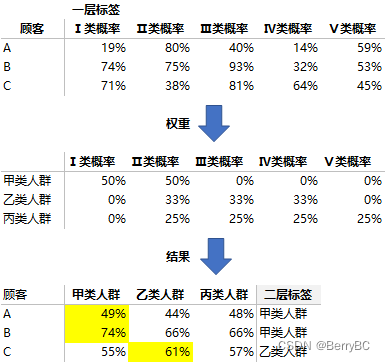 一层标签
顾客 Ⅰ类概率 Ⅱ类概率 Ⅲ类概率 Ⅳ类概率 Ⅴ类概率
A 19% 80% 40% 14% 59%
B 74% 75% 93% 32% 53%
C 71% 38% 81% 64% 45%
权重
Ⅰ类概率 Ⅱ类概率 Ⅲ类概率 Ⅳ类概率 Ⅴ类概率
甲类人群 50% 50% 0% 0% 0%
乙类人群 0% 33% 33% 33% 0%
丙类人群 0% 25% 25% 25% 25%
结果
顾客 甲类人群 乙类人群 丙类人群 二层标签
A 49% 44% 48% 甲类人群
B 74% 66% 66% 甲类人群
C 55% 61% 57% 乙类人群
CSDN @BerryBC